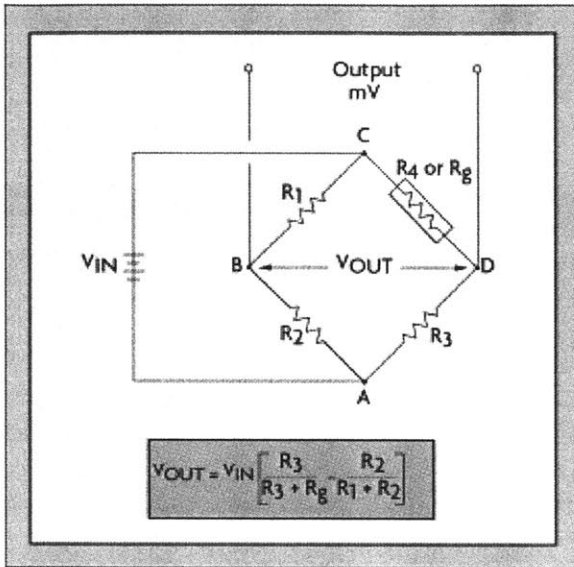 Output
mV
C
R4 or Rg
R1
VIN
B
VOUT
D
R2
R3
A
VOUT = VIN [R3 / R3 + Rg - R2 / R1 + R2]